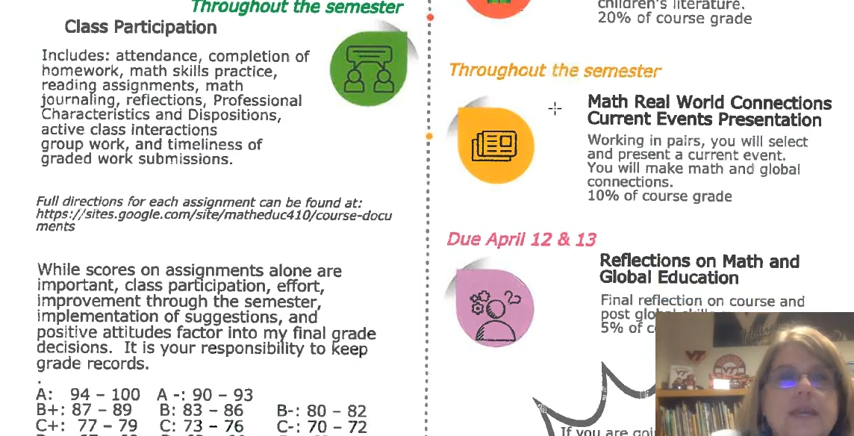 Throughout the semester
Class Participation
Includes: attendance, completion of
homework, math skills practice,
reading assignments, math
journaling, reflections, Professional
Characteristics and Dispositions,
active class interactions
group work, and timeliness of
graded work submissions.
Full directions for each assignment can be found at:
https://sites.google.com/site/matheduc410/course-docu
ments
While scores on assignments alone are
important, class participation, effort,
improvement through the semester,
implementation of suggestions, and
positive attitudes factor into my final grade
decisions. It is your responsibility to keep
grade records.
A: 94 – 100 A -: 90 – 93
B+: 87 – 89 B: 83 – 86 B-: 80 – 82
C+: 77 – 79 C: 73 – 76 C-: 70 – 72
children's literature.
20% of course grade
Throughout the semester
Math Real World Connections
Current Events Presentation
Working in pairs, you will select
and present a current event.
You will make math and global
connections.
10% of course grade
Due April 12 & 13
Reflections on Math and
Global Education
Final reflection on course and
post global
5% of
If you are